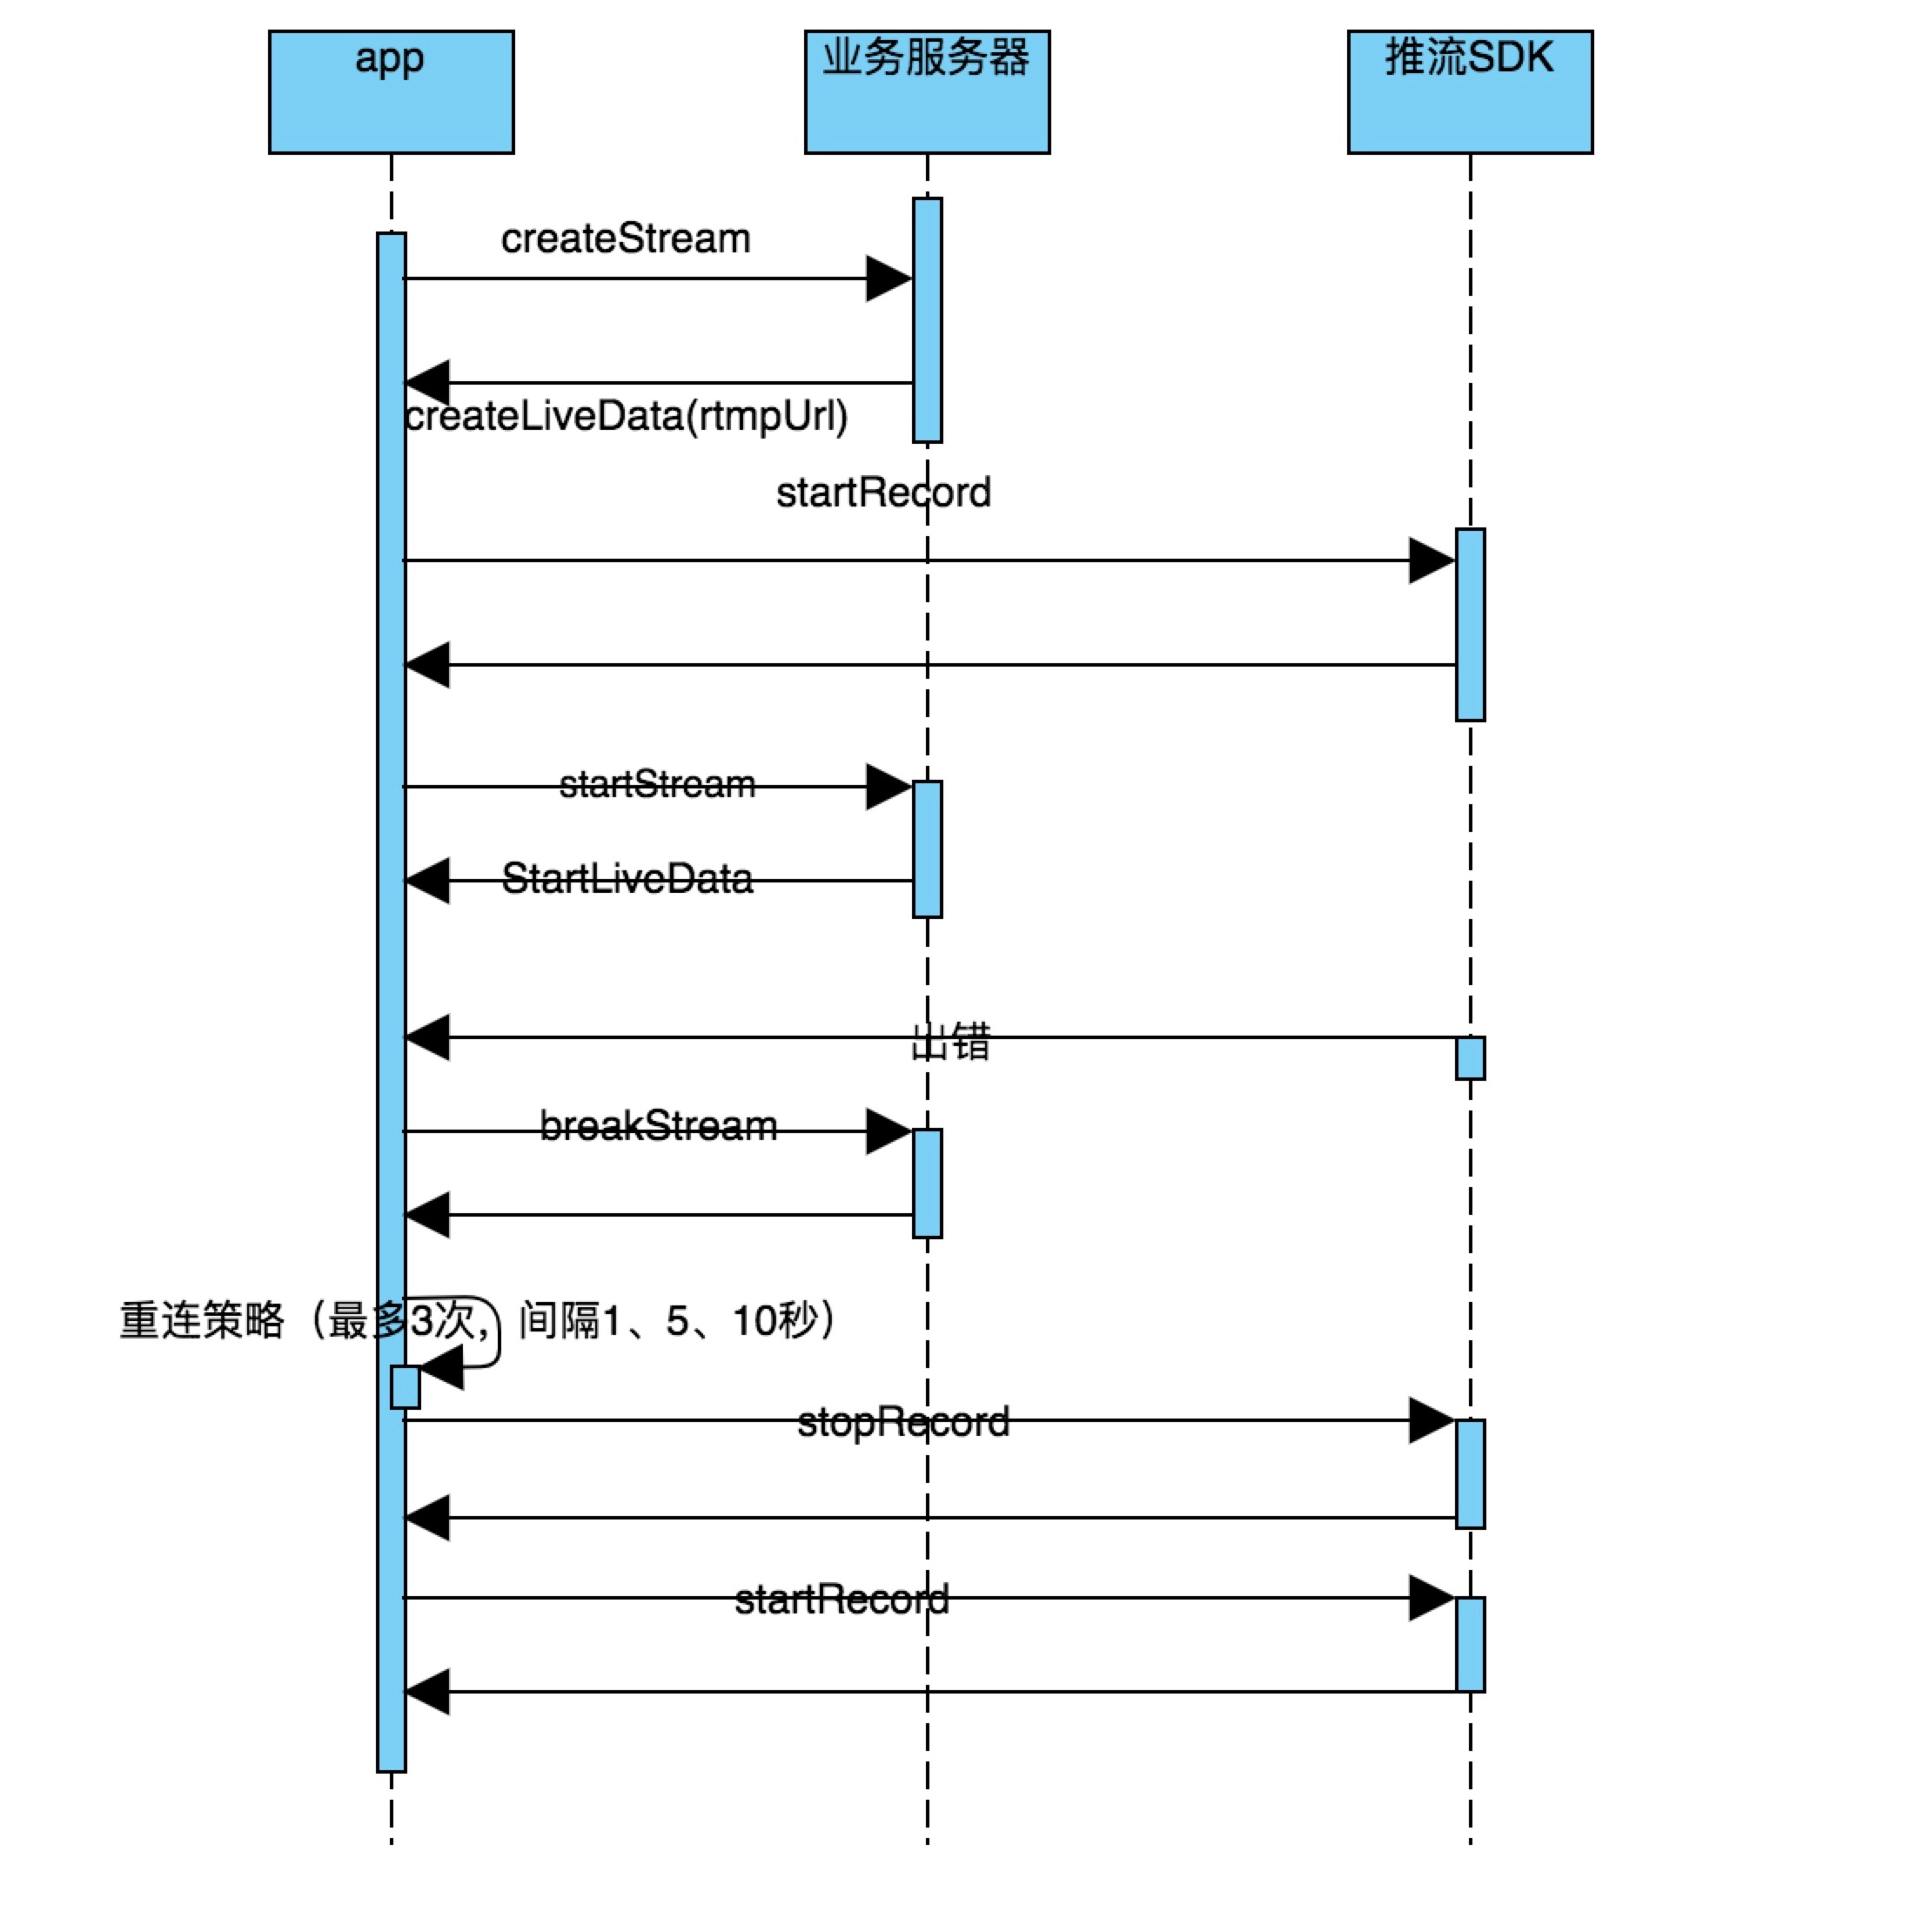 app
业务服务器
推流SDK
createStream
createLiveData(rtmpUrl)
startRecord
startStream
StartLiveData
出错
breakStream
重连策略（最多3次，间隔1、5、10秒）
stopRecord
startRecord